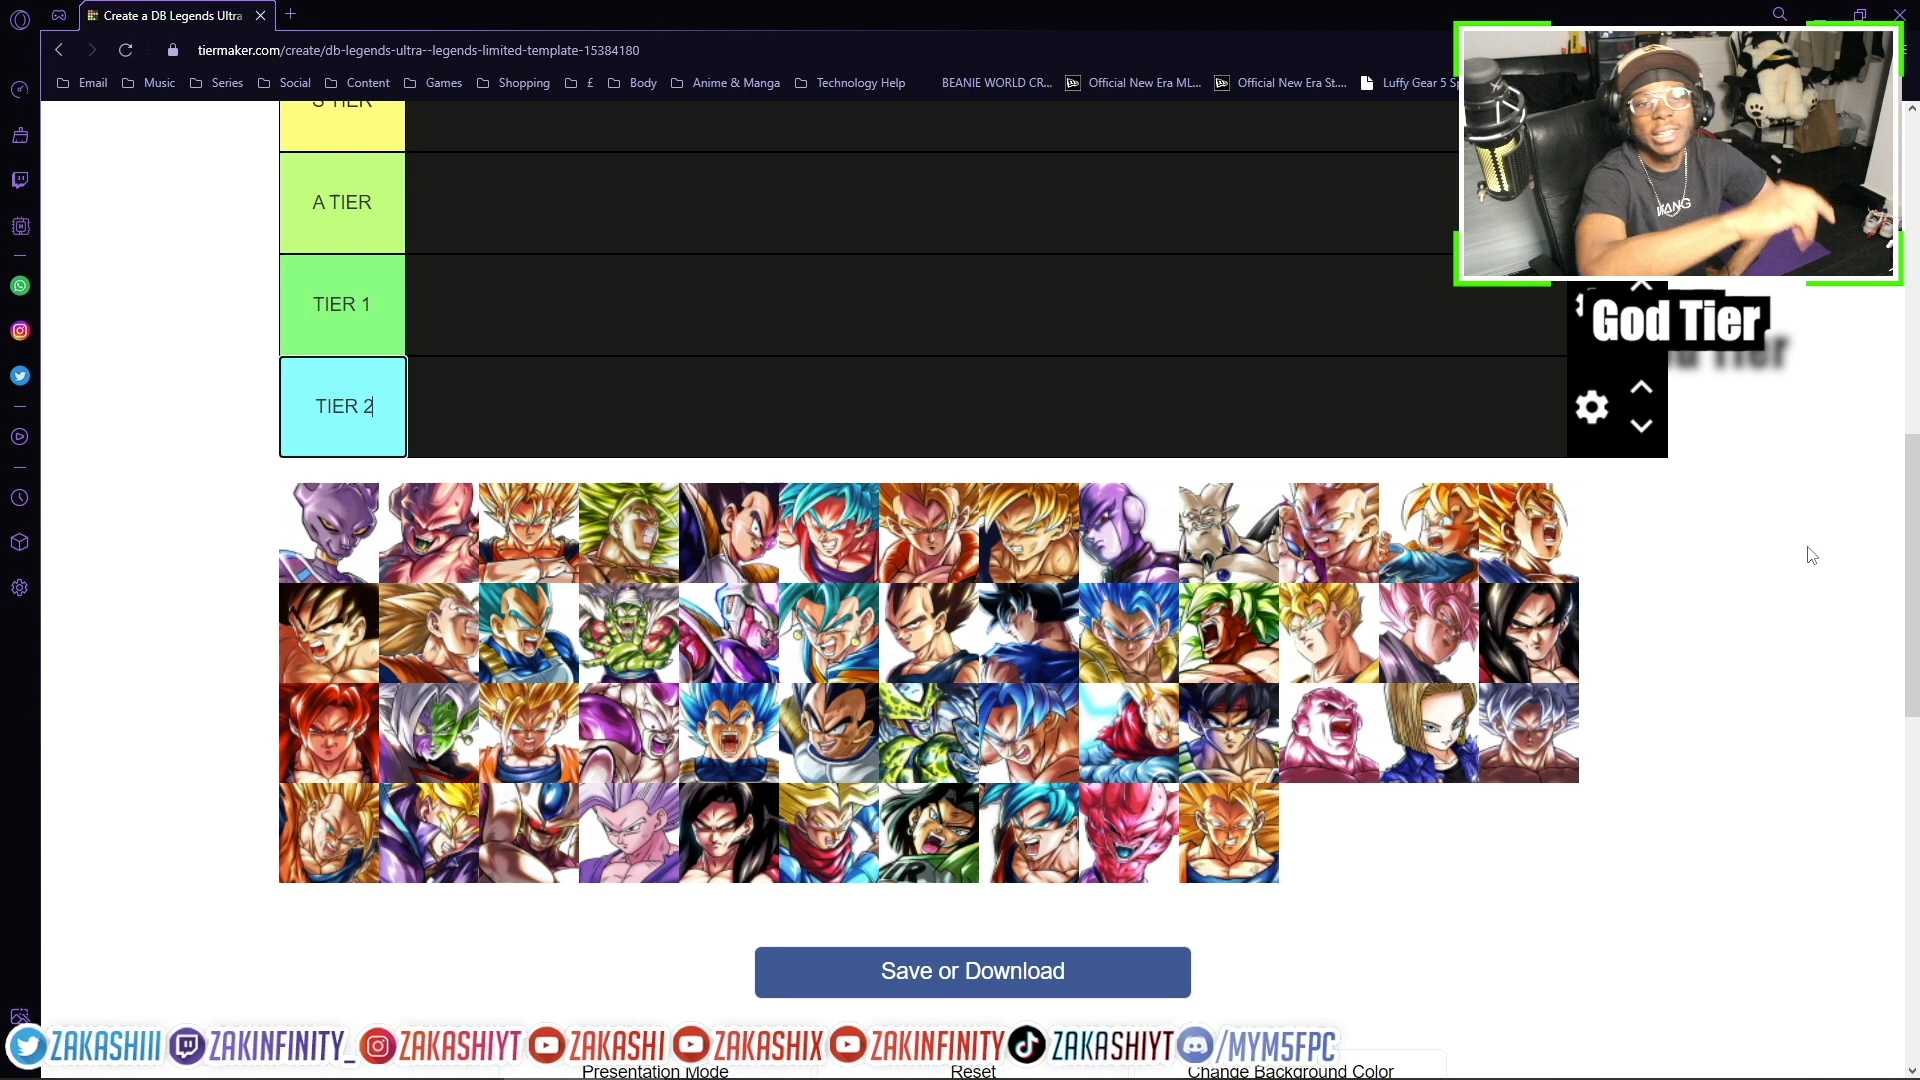 Create a DB Legends Ultra
tiermaker.com/create/db-legends-ultra--legends-limited-template-15384180
Email Music Series Social Content Games Shopping £ Body Anime & Manga Technology Help BEANIE WORLD CR... Official New Era ML... Official New Era St.... Luffy Gear 5 Sp
S TIER
A TIER
TIER 1
God Tier
TIER 2
Save or Download
ZAKASHIII ZAKINFINITY_ ZAKASHIYT ZAKASHI ZAKASHIX ZAKINFINITY ZAKASHIYT /MYM5FPC
Presentation Mode Reset Change Background Color